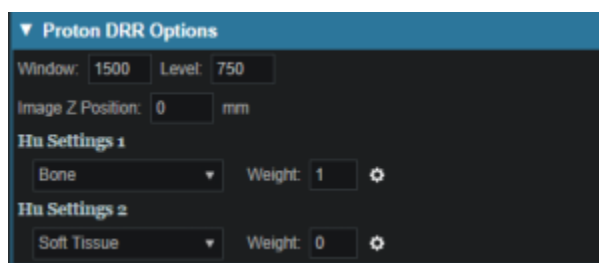 ▼ Proton DRR Options
Window: 1500 Level: 750
Image Z Position: 0 mm
Hu Settings 1
Bone ▾ Weight: 1
Hu Settings 2
Soft Tissue ▾ Weight: 0